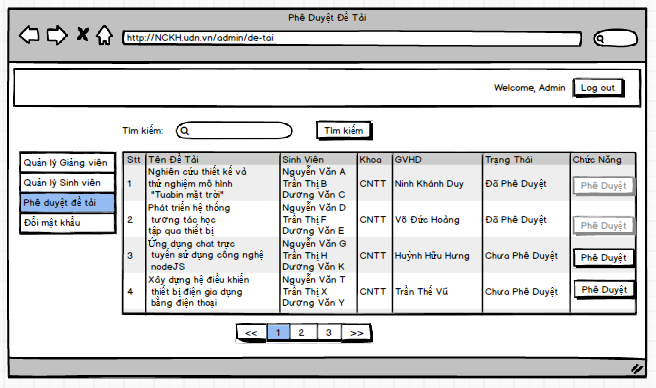 Phê Duyệt Đề Tài
http://NCKH.udn.vn/admin/de-tai
Welcome, Admin
Log out
Tìm kiếm:
Tìm kiếm
Quản lý Giảng viên
Quản lý Sinh viên
Phê duyệt đề tài
Đổi mật khẩu
Stt Tên Đề Tài Sinh Viên Khoa GVHD Trạng Thái Chức Năng
Nghiên cứu thiết kế và Nguyễn Văn A
1 thử nghiệm mô hình Trần Thị B CNTT Ninh Khánh Duy Đã Phê Duyệt Phê Duyệt
"Tuabin mặt trời" Dương Văn C
Phát triển hệ thống Nguyễn Văn D
2 tương tác học Trần Thị F CNTT Võ Đức Hoàng Đã Phê Duyệt Phê Duyệt
tập qua thiết bị Dương Văn E
Ứng dụng chat trực Nguyễn Văn G
3 tuyến sử dụng công nghệ Trần Thị H CNTT Huỳnh Hữu Hưng Chưa Phê Duyệt Phê Duyệt
nodeJS Dương Văn K
Xây dựng hệ điều khiển Nguyễn Văn T
4 thiết bị điện gia dụng Trần Thị X CNTT Trần Thế Vũ Chưa Phê Duyệt Phê Duyệt
bằng điện thoại Dương Văn Y
<< 1 2 3 >>